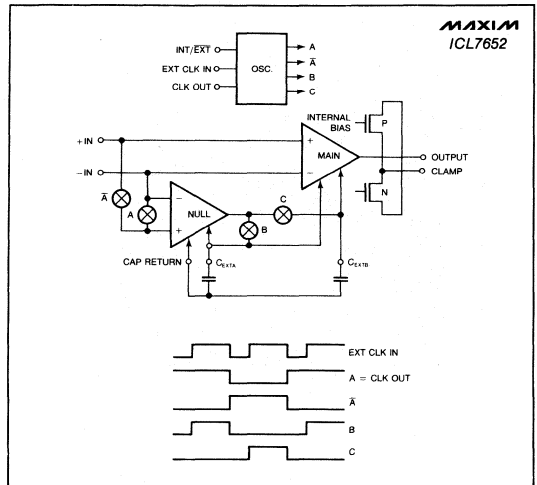 MAXIM
ICL7652
INT/EXT
EXT CLK IN
CLK OUT
OSC.
A
A̅
B
C
INTERNAL
BIAS
P
+IN
+
MAIN
OUTPUT
−IN
−
CLAMP
N
A̅
A
−
NULL
+
C
B
CAP RETURN
CEXTA
CEXTB
EXT CLK IN
A = CLK OUT
A̅
B
C